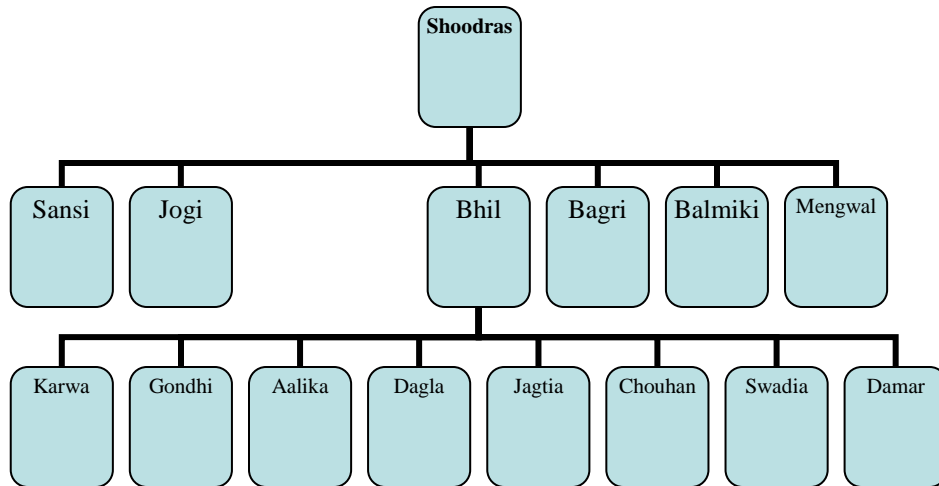 Shoodras
Sansi
Jogi
Bhil
Bagri
Balmiki
Mengwal
Karwa
Gondhi
Aalika
Dagla
Jagtia
Chouhan
Swadia
Damar